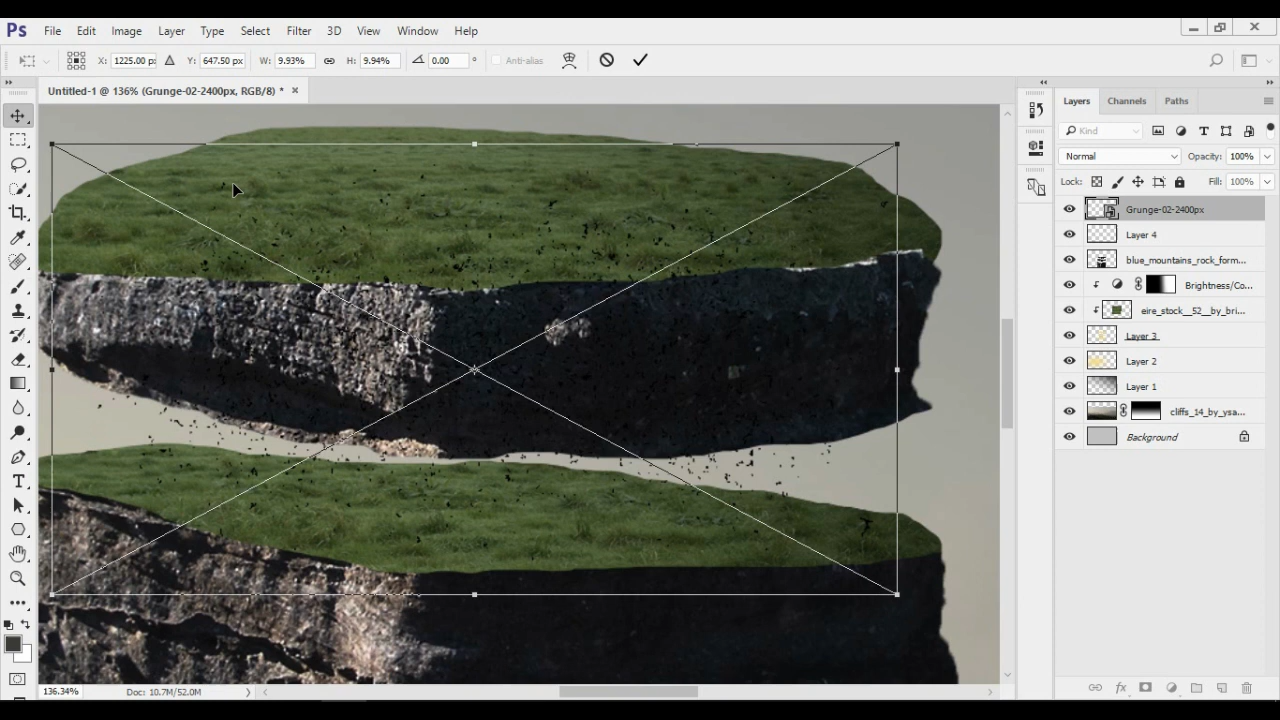 Ps File Edit Image Layer Type Select Filter 3D View Window Help
X: 1225.00 p Y: 647.50 px W: 9.93% H: 9.94% 0.00 ° Anti-alias
Untitled-1 @ 136% (Grunge-02-2400px, RGB/8) * ×
Layers Channels Paths
Kind
Normal Opacity: 100%
Lock: Fill: 100%
Grunge-02-2400px
Layer 4
blue_mountains_rock_form...
Brightness/Co...
eire_stock__52__by_bri...
Layer 3
Layer 2
Layer 1
cliffs_14_by_ysa...
Background
136.34% Doc: 10.7M/52.0M
fx